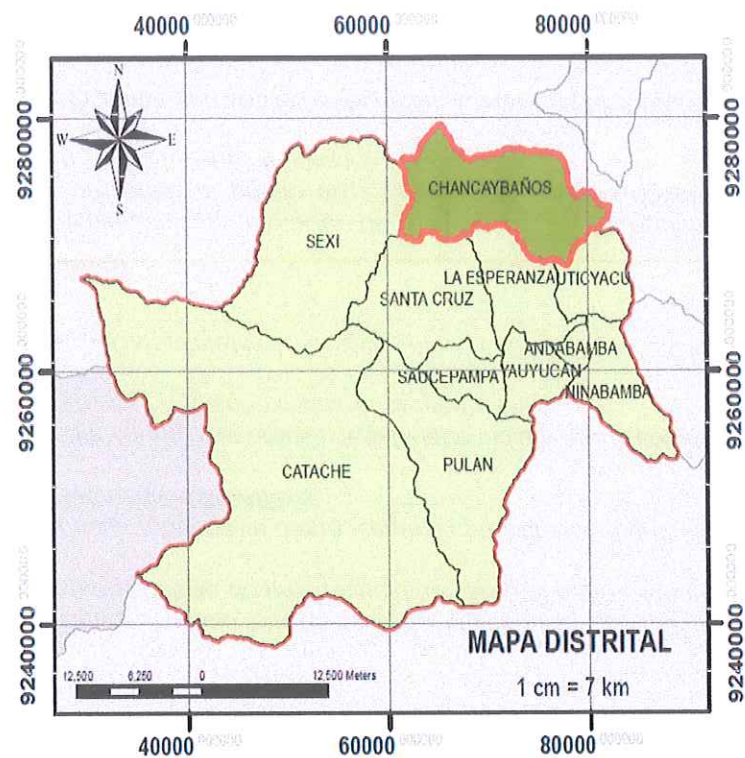 40000 60000 80000
9280000 9280000
N
W E
S
CHANCAYBAÑOS
SEXI
LA ESPERANZA UTICYACU
SANTA CRUZ
ANDABAMBA
9260000 SAUCEPAMPA YAUYUCAN 9260000
NINABAMBA
CATACHE PULAN
9240000 9240000
MAPA DISTRITAL
12,500 6,250 0 12,500 Meters
1 cm = 7 km
40000 60000 80000